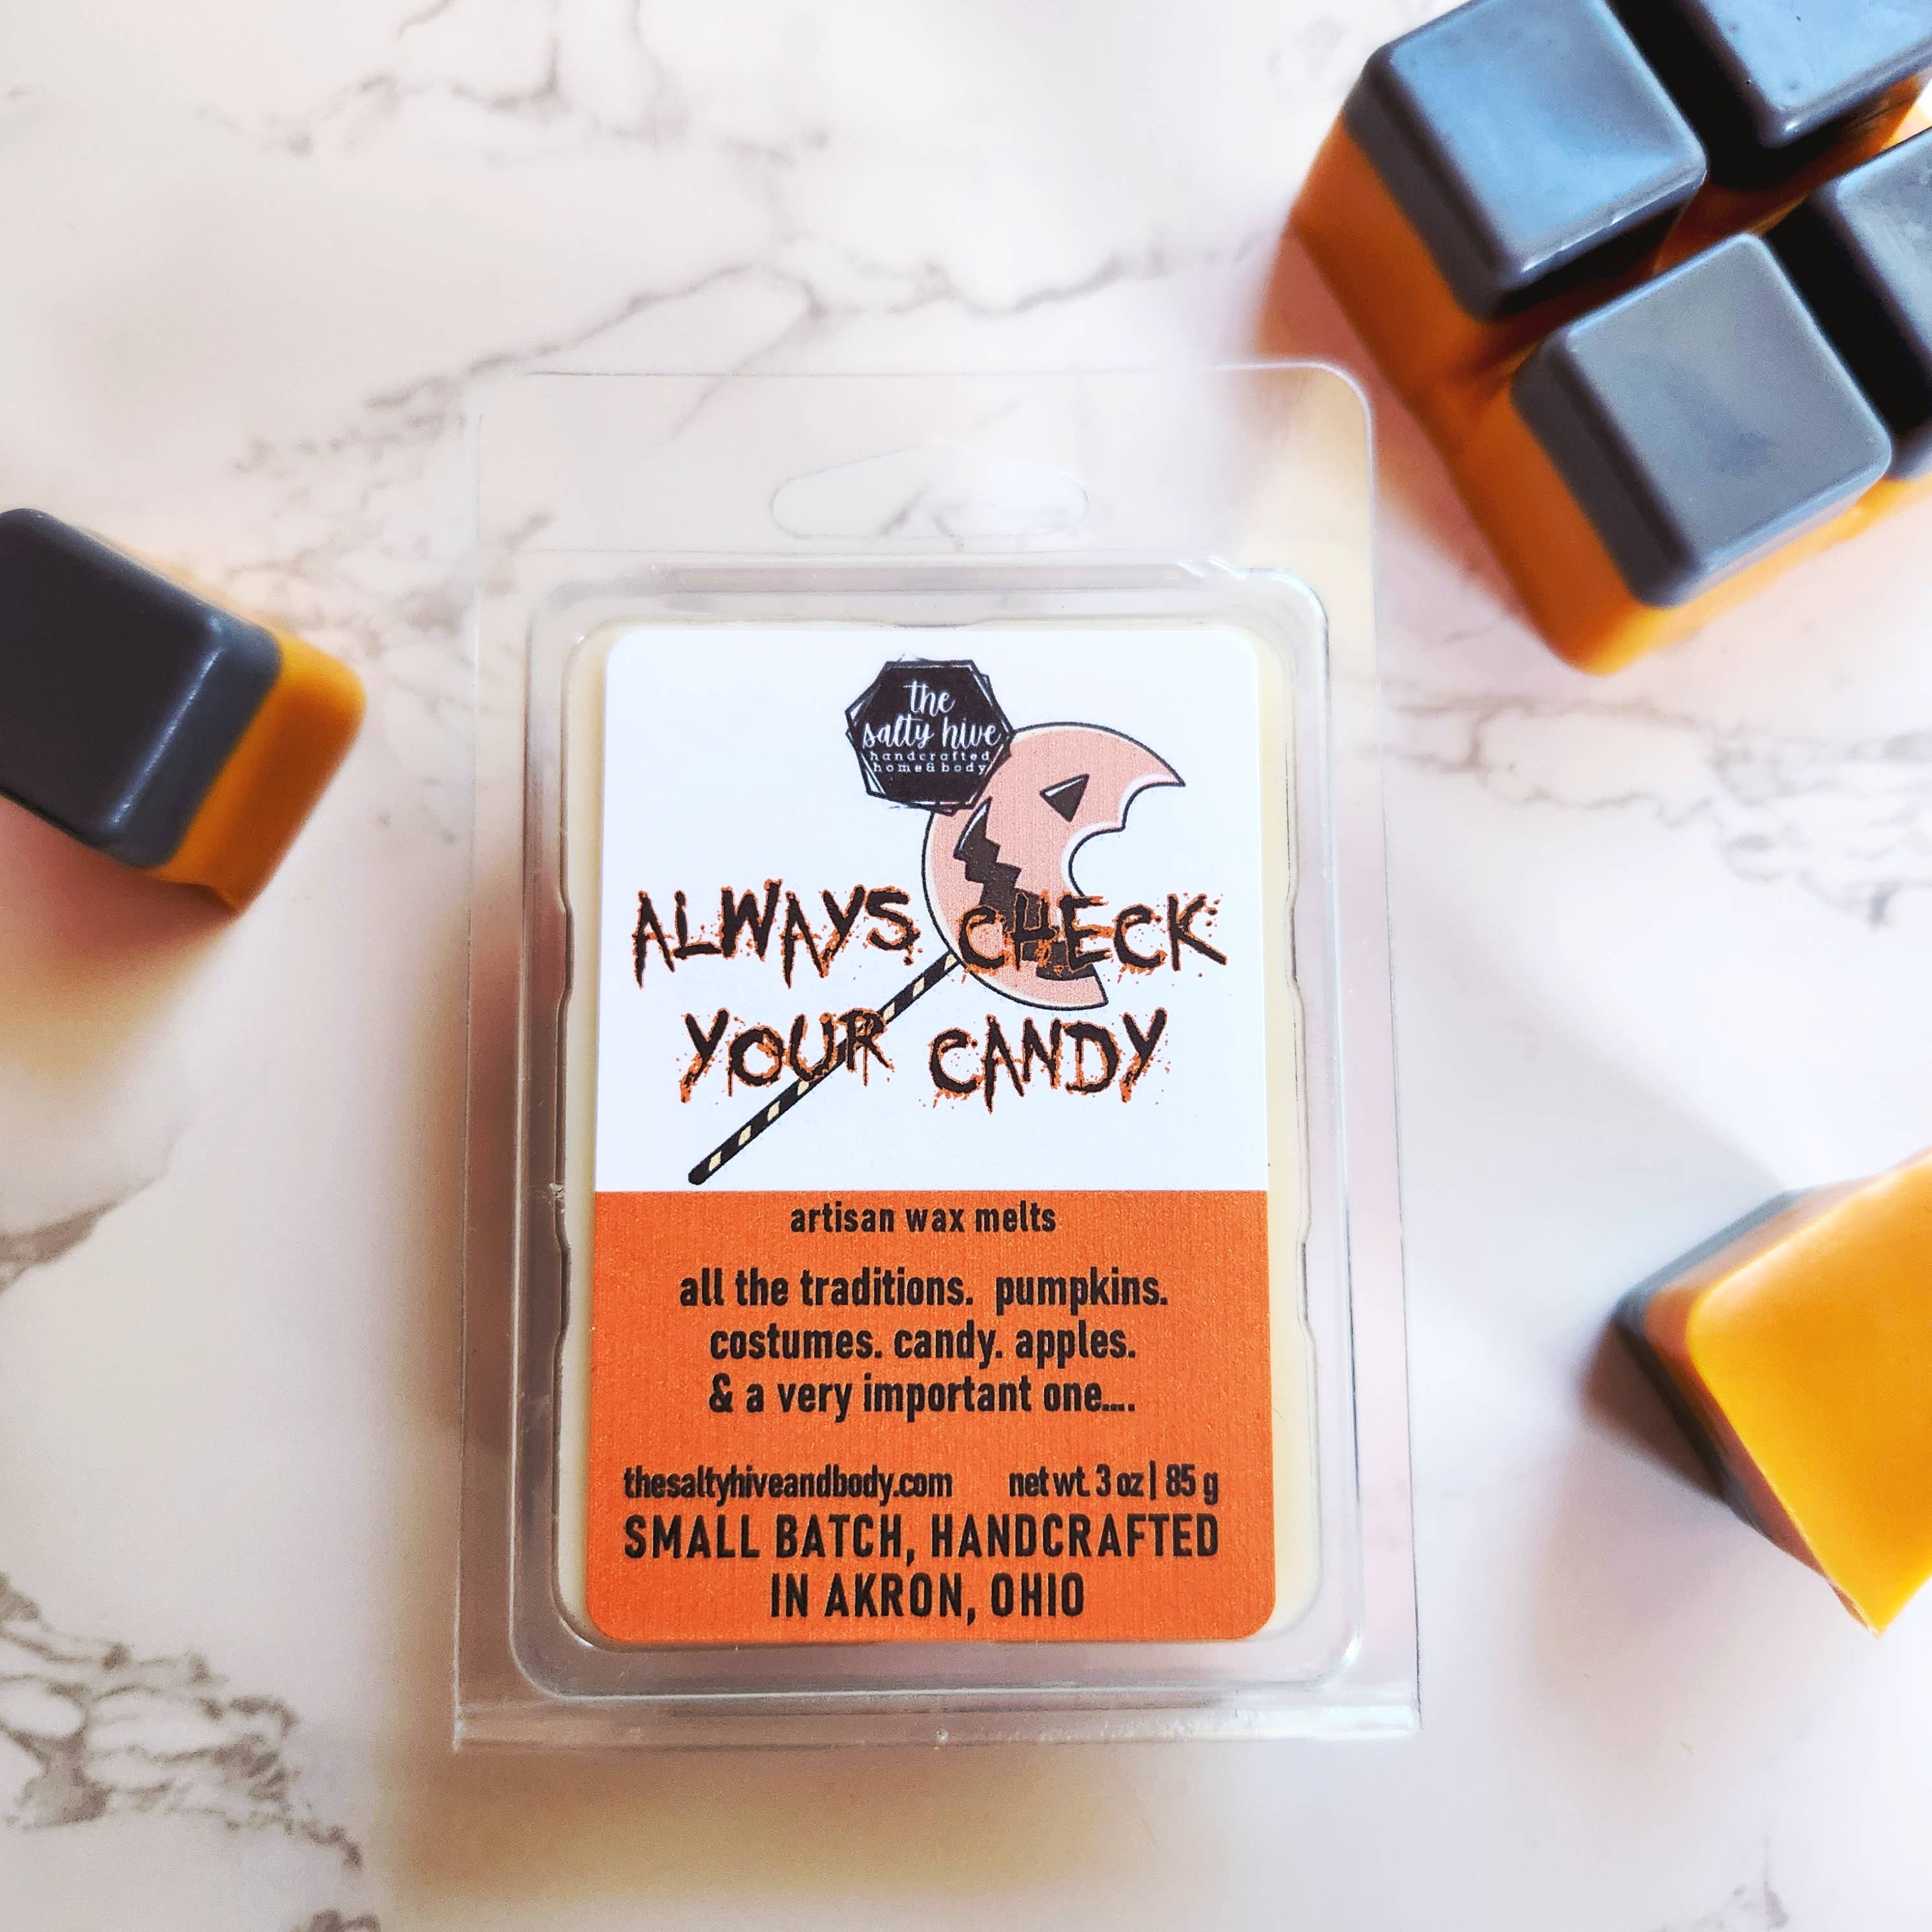 the
salty hive
handcrafted
home & body
ALWAYS CHECK
YOUR CANDY
artisan wax melts
all the traditions. pumpkins.
costumes. candy. apples.
& a very important one....
thesaltyhiveandbody.com net wt. 3 oz | 85 g
SMALL BATCH, HANDCRAFTED
IN AKRON, OHIO